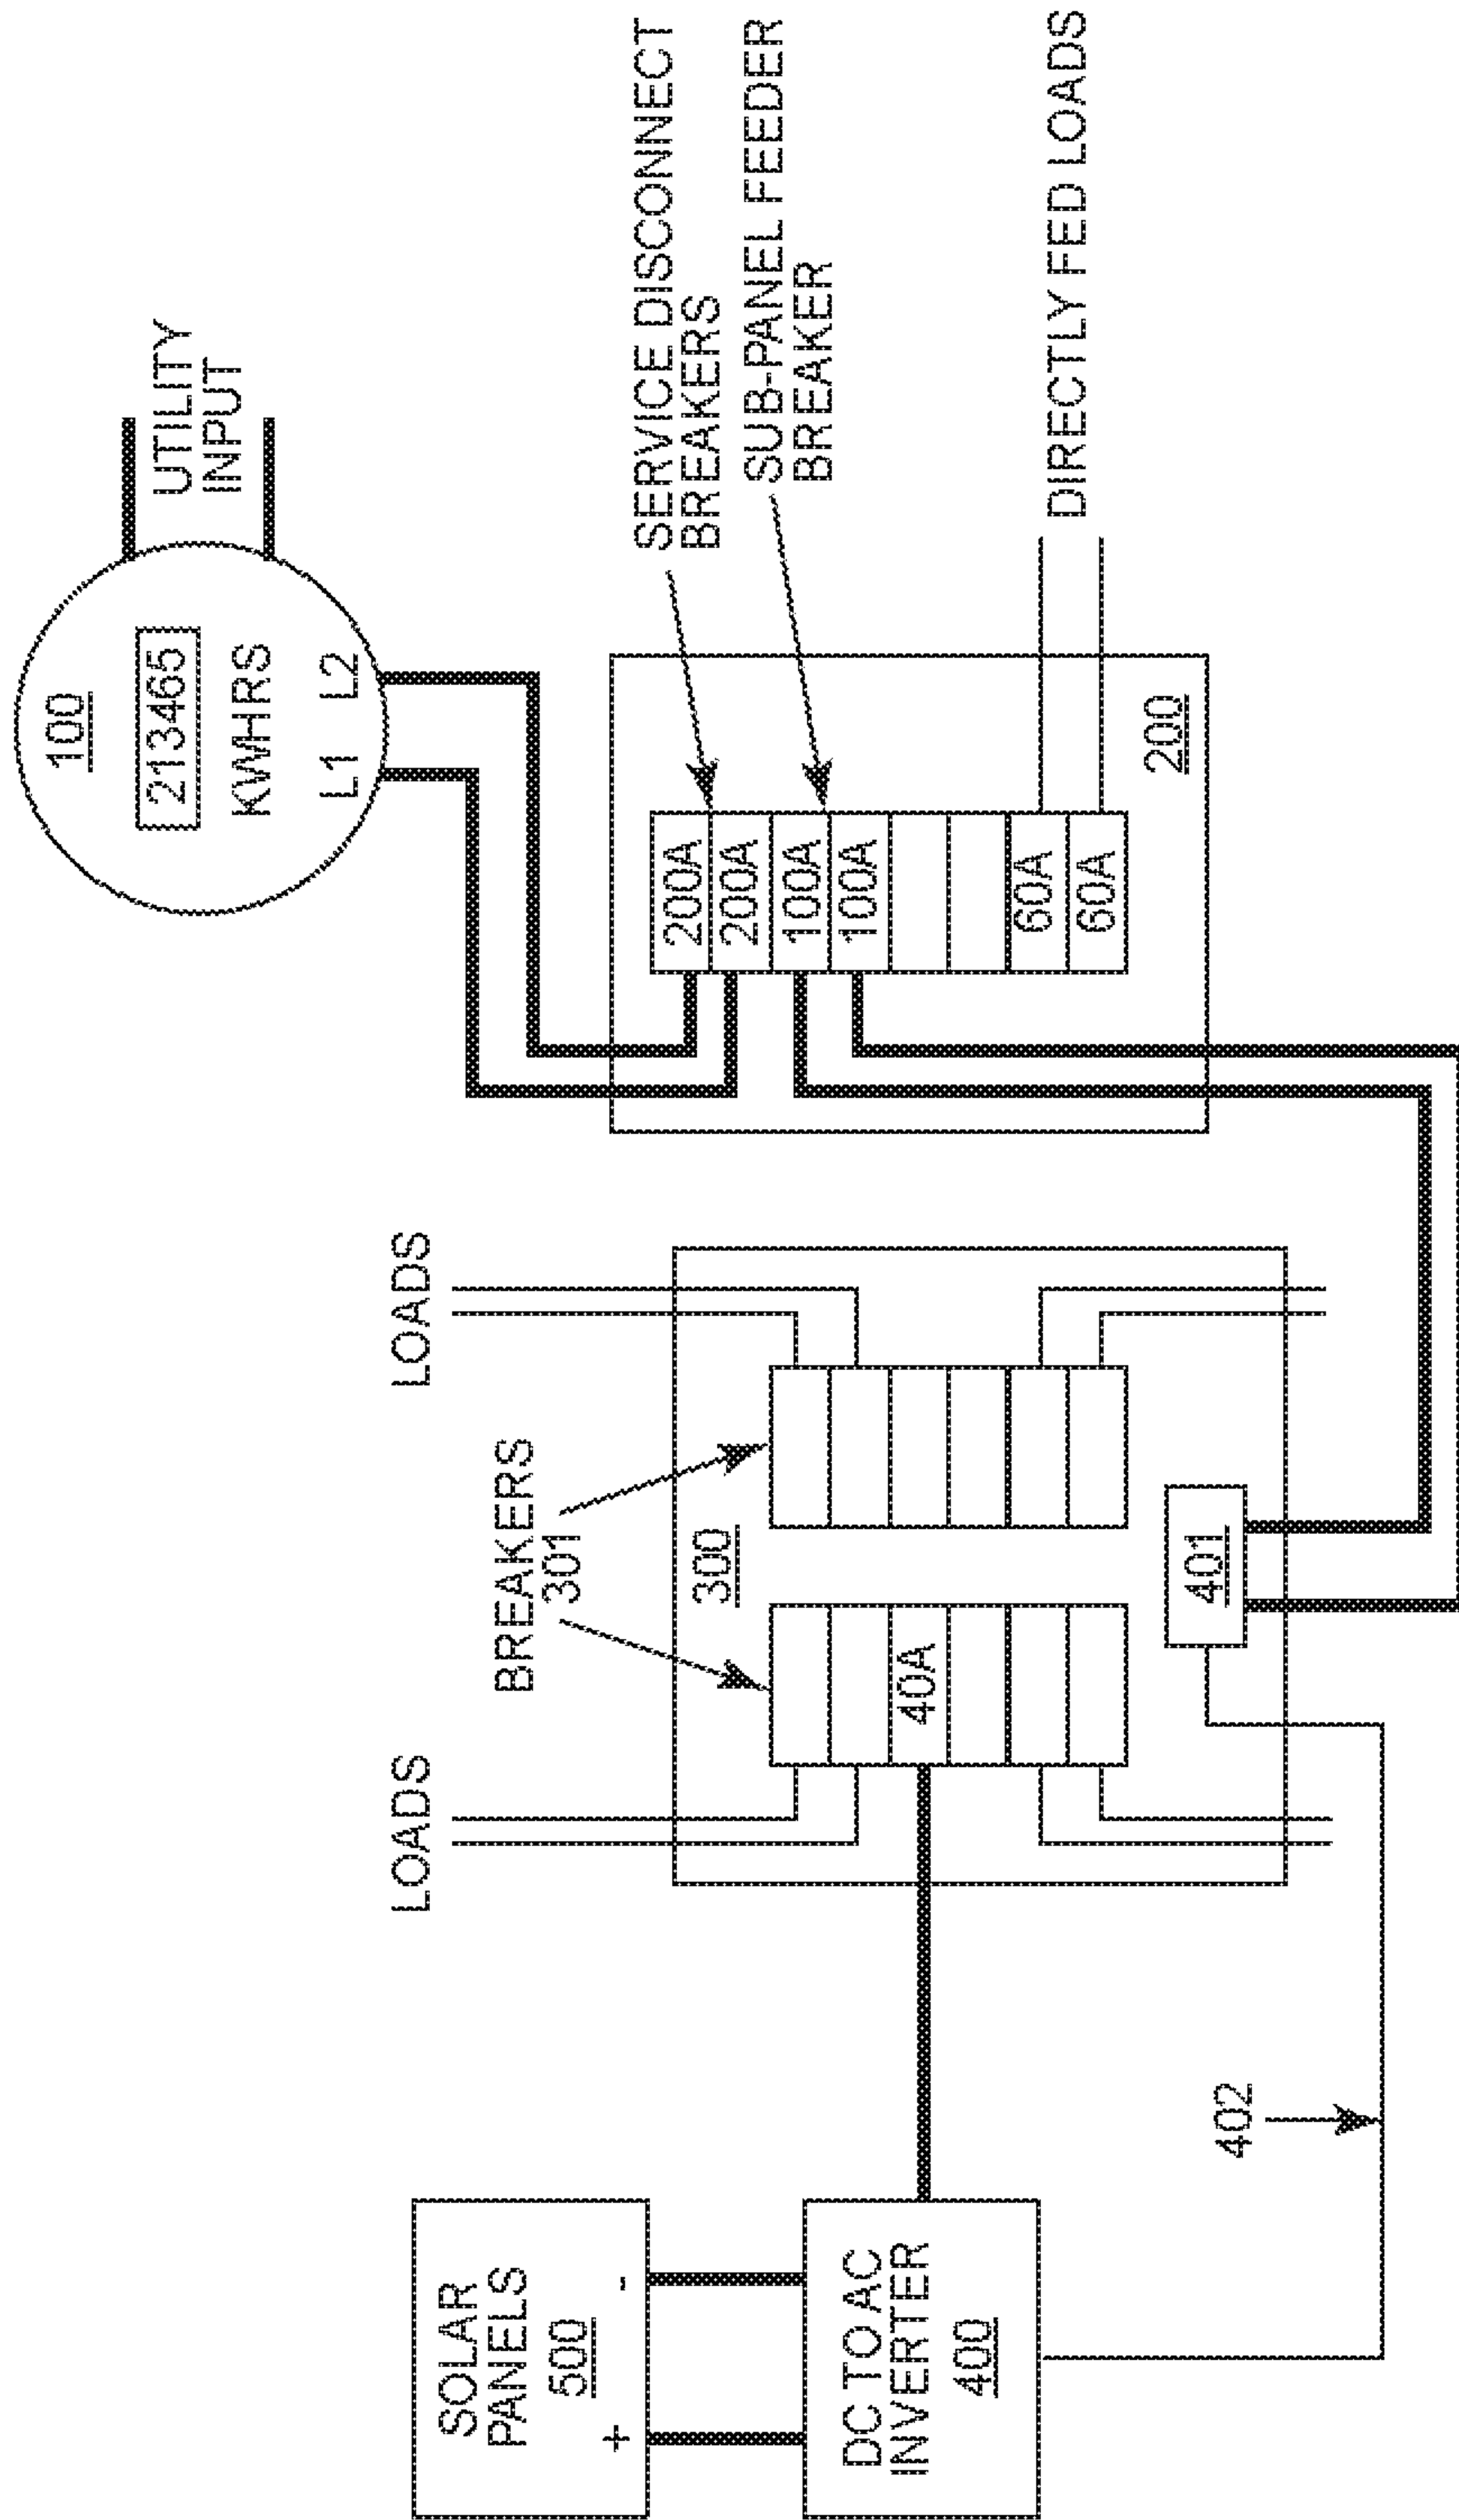 UTILITY
INPUT
100
213465
KWHRS
L1 L2
SERVICE DISCONNECT
BREAKERS
SUB-PANEL FEEDER
BREAKER
200A
200A
100A
100A
60A
60A
200
DIRECTLY FED LOADS
LOADS
LOADS
BREAKERS
301
300
40A
401
402
SOLAR
PANELS
500
+ -
DC TO AC
INVERTER
400